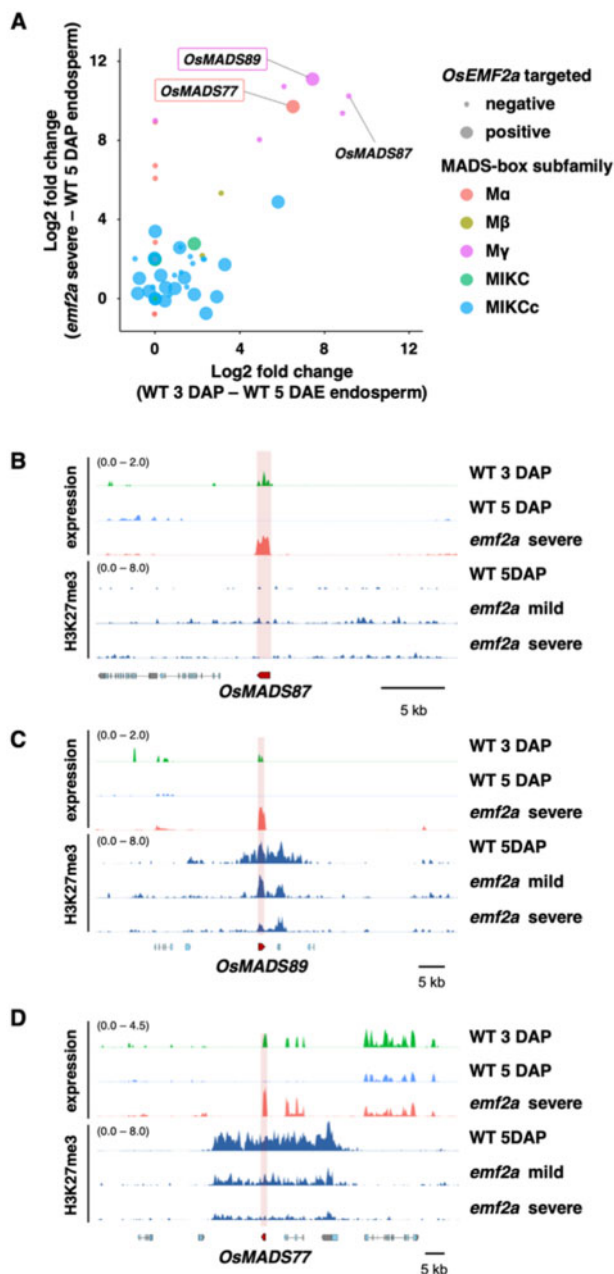 A
OsMADS89
OsMADS77
OsMADS87
12
8
4
0
Log2 fold change
(emf2a severe – WT 5 DAP endosperm)
0
4
8
12
Log2 fold change
(WT 3 DAP – WT 5 DAE endosperm)
OsEMF2a targeted
negative
positive
MADS-box subfamily
Mα
Mβ
Mγ
MIKC
MIKCc
B
expression
(0.0 – 2.0)
WT 3 DAP
WT 5 DAP
emf2a severe
H3K27me3
(0.0 – 8.0)
WT 5DAP
emf2a mild
emf2a severe
OsMADS87
5 kb
C
expression
(0.0 – 2.0)
WT 3 DAP
WT 5 DAP
emf2a severe
H3K27me3
(0.0 – 8.0)
WT 5DAP
emf2a mild
emf2a severe
OsMADS89
5 kb
D
expression
(0.0 – 4.5)
WT 3 DAP
WT 5 DAP
emf2a severe
H3K27me3
(0.0 – 8.0)
WT 5DAP
emf2a mild
emf2a severe
OsMADS77
5 kb